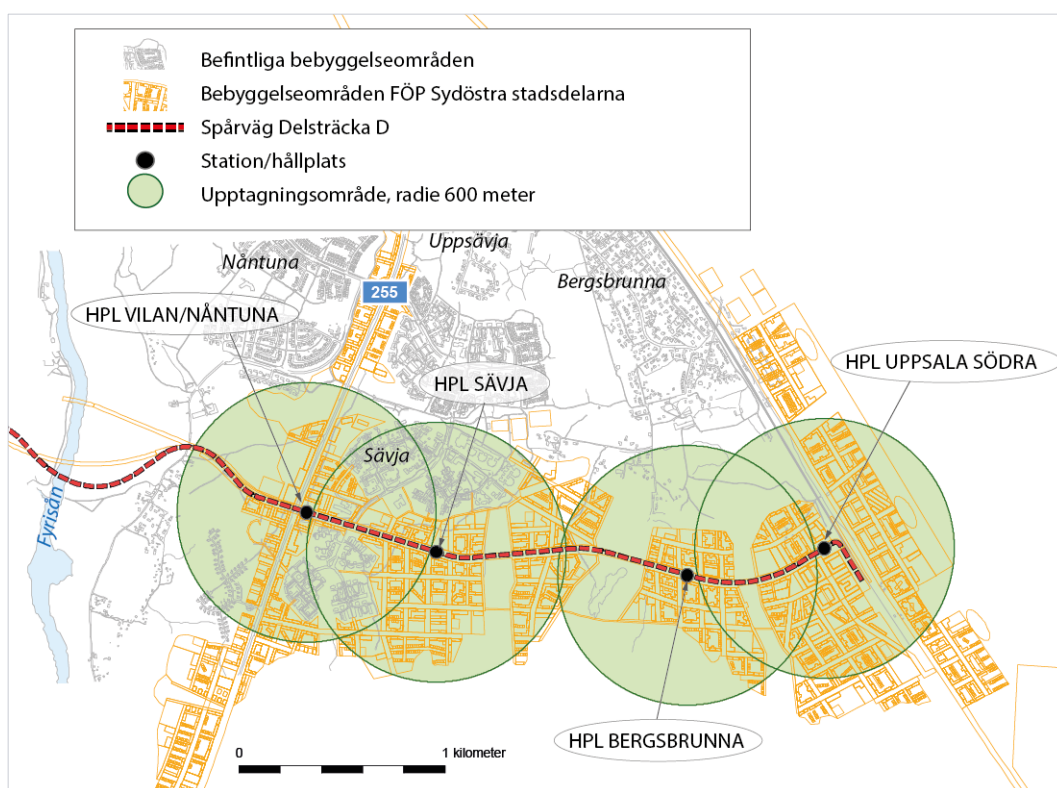 Befintliga bebyggelseområden
Bebyggelseområden FÖP Sydöstra stadsdelarna
Spårväg Delsträcka D
Station/hållplats
Upptagningsområde, radie 600 meter
Uppsävja
Nåntuna
Bergsbrunna
255
HPL VILAN/NÅNTUNA
HPL UPPSALA SÖDRA
HPL SÄVJA
Sävja
Fyrisån
HPL BERGSBRUNNA
0 1 kilometer